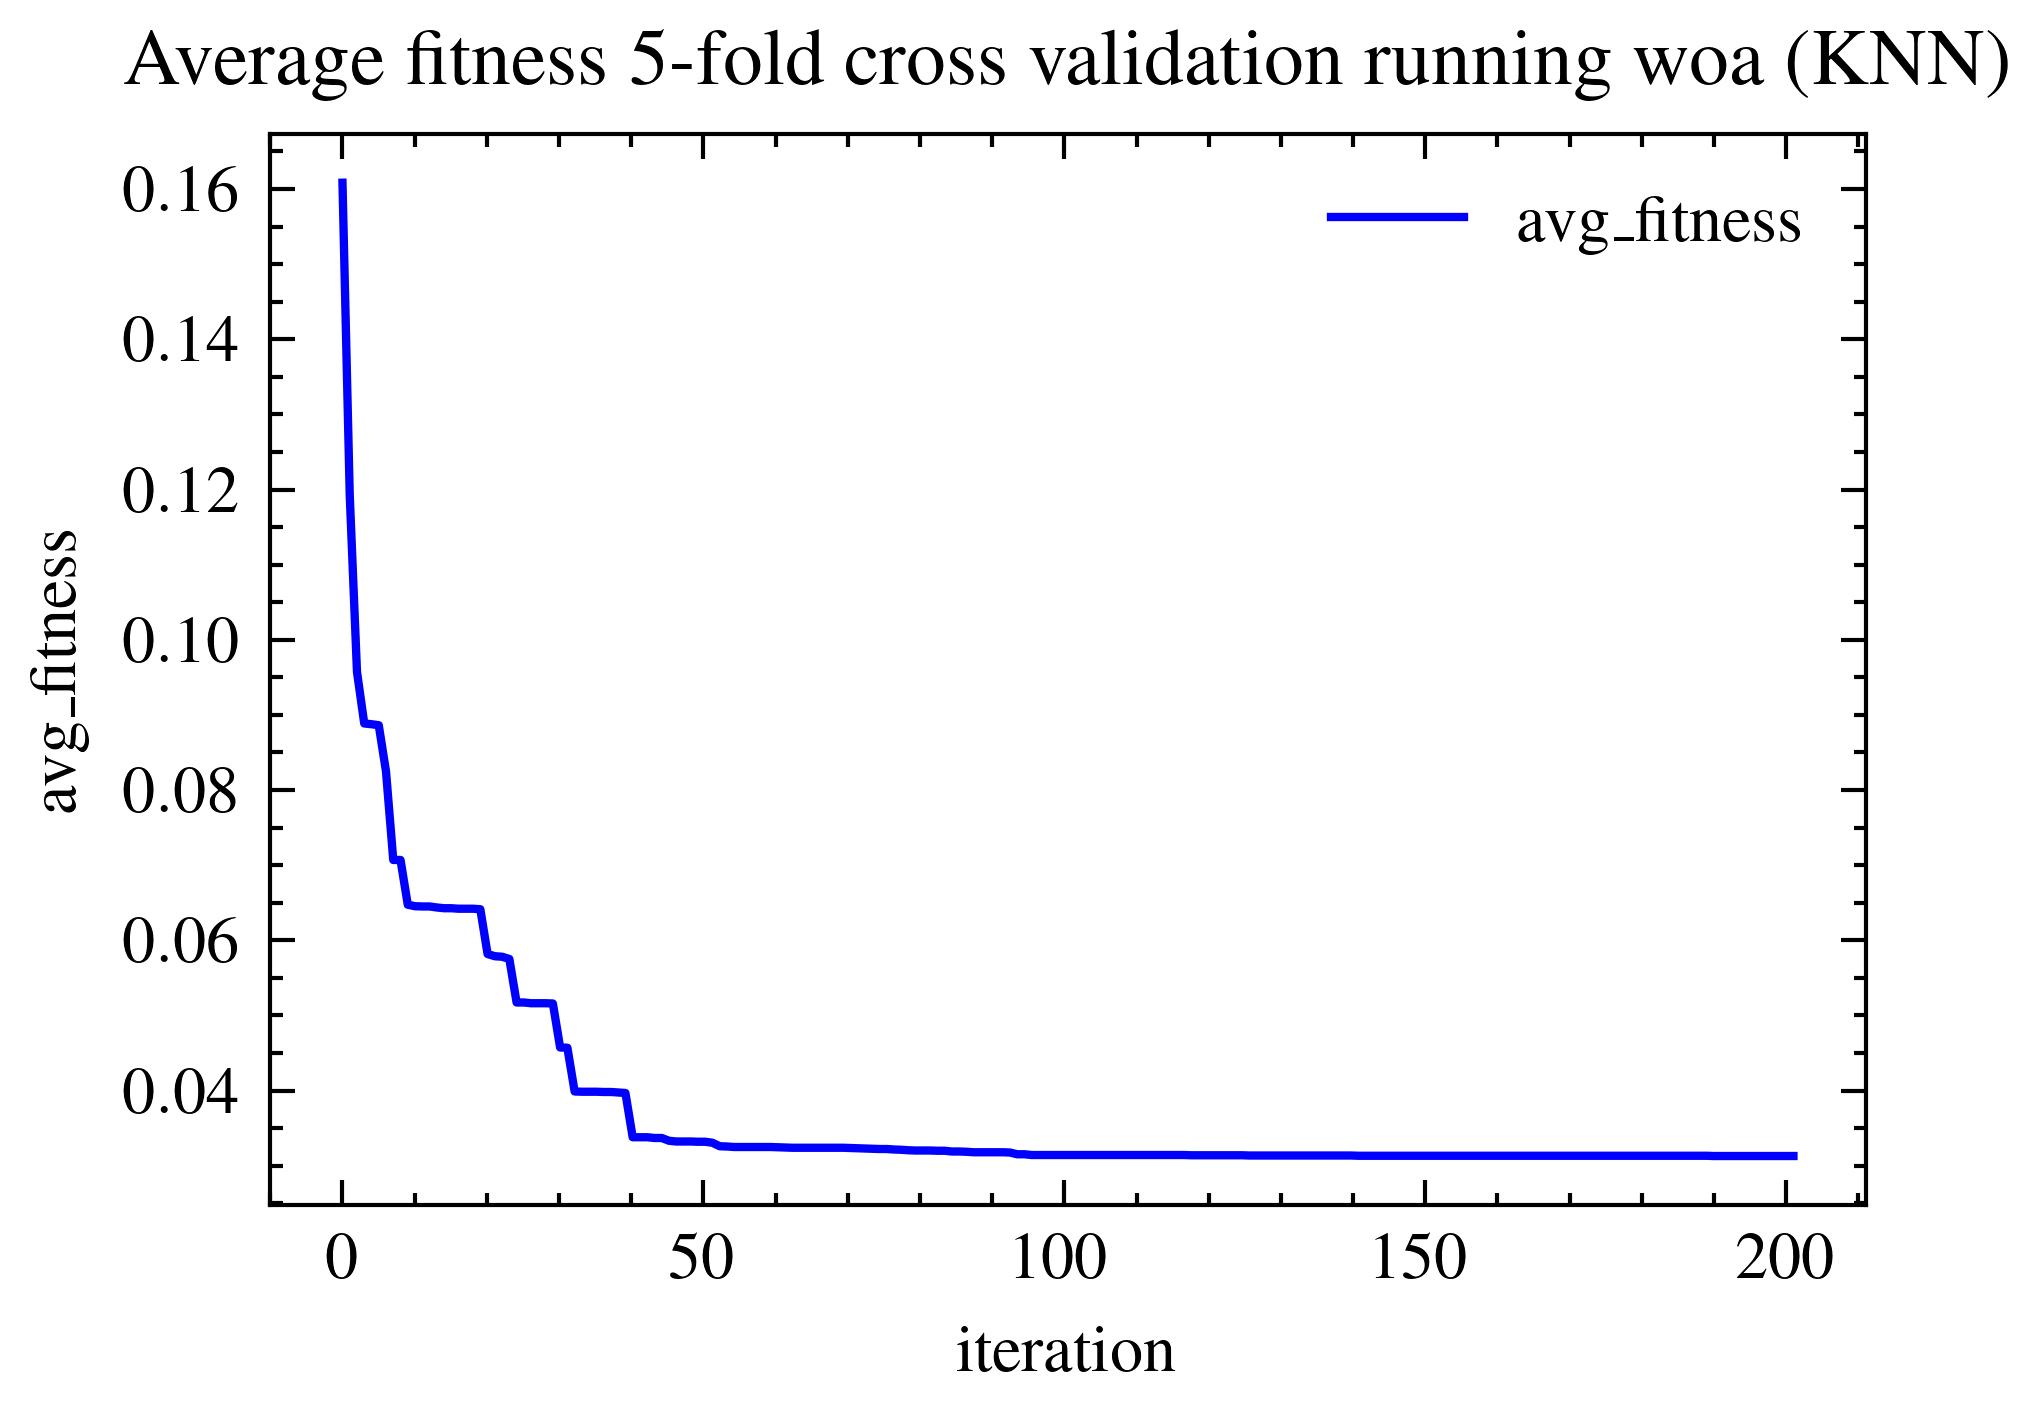 Average fitness 5-fold cross validation running woa (KNN)
avg_fitness
0.16
0.14
0.12
0.10
0.08
0.06
0.04
avg_fitness
0 50 100 150 200
iteration